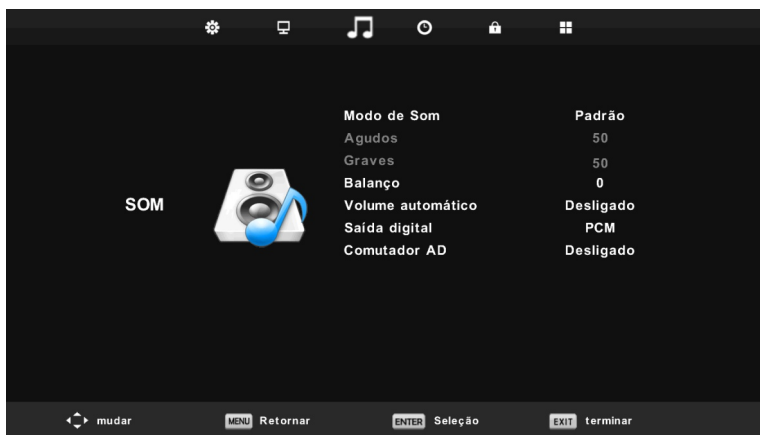 Modo de Som Padrão
Agudos 50
Graves 50
Balanço 0
SOM
Volume automático Desligado
Saída digital PCM
Comutador AD Desligado
mudar MENU Retornar ENTER Seleção EXIT terminar